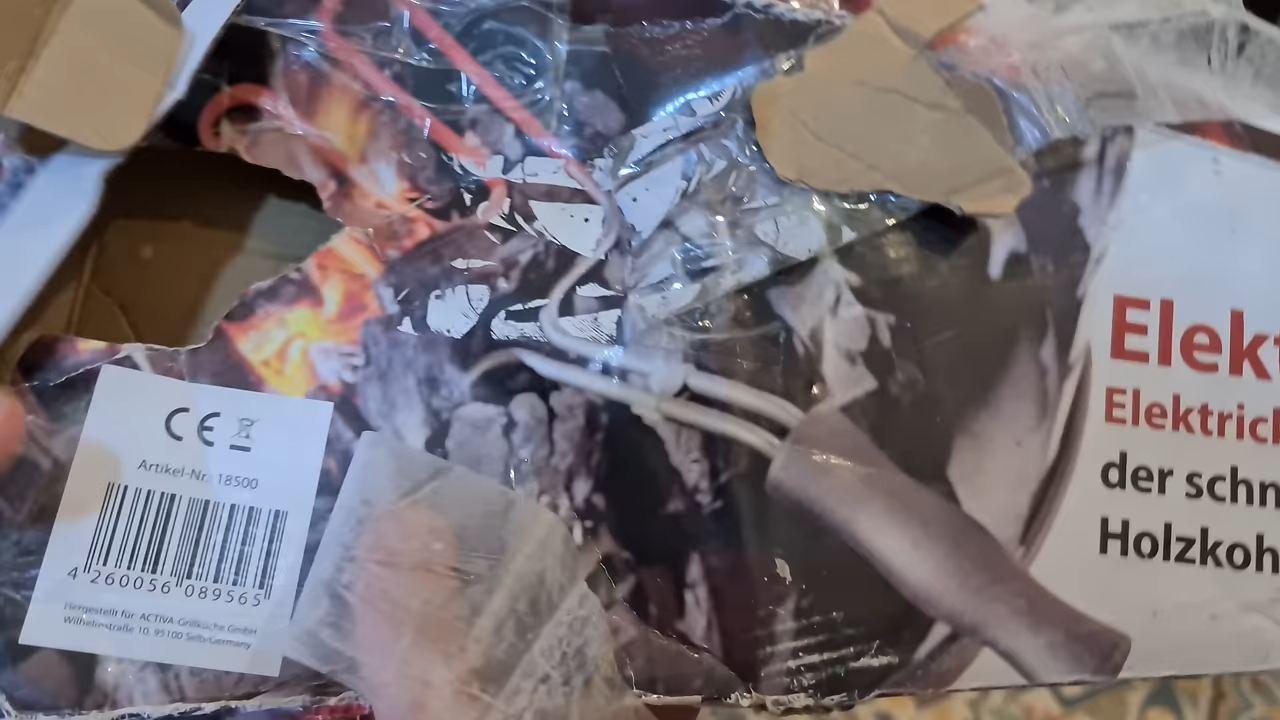 Elekt
Elektrich
der schn
Holzkoh
CE
Artikel-Nr. 18500
4 260056 089565
Hergestellt für ACTIVA Grillküche GmbH
Wilhelmstraße 10, 95100 Selb/Germany